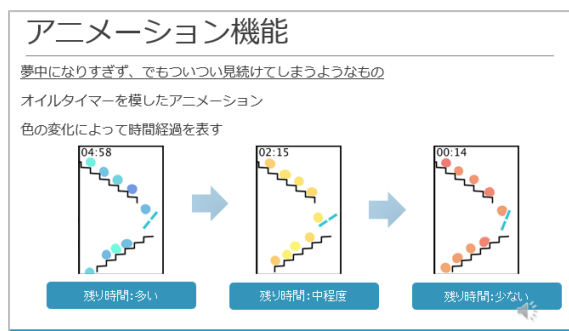 アニメーション機能
夢中になりすぎず、でもついつい見続けてしまうようなもの
オイルタイマーを模したアニメーション
色の変化によって時間経過を表す
04:58
02:15
00:14
残り時間:多い
残り時間:中程度
残り時間:少ない